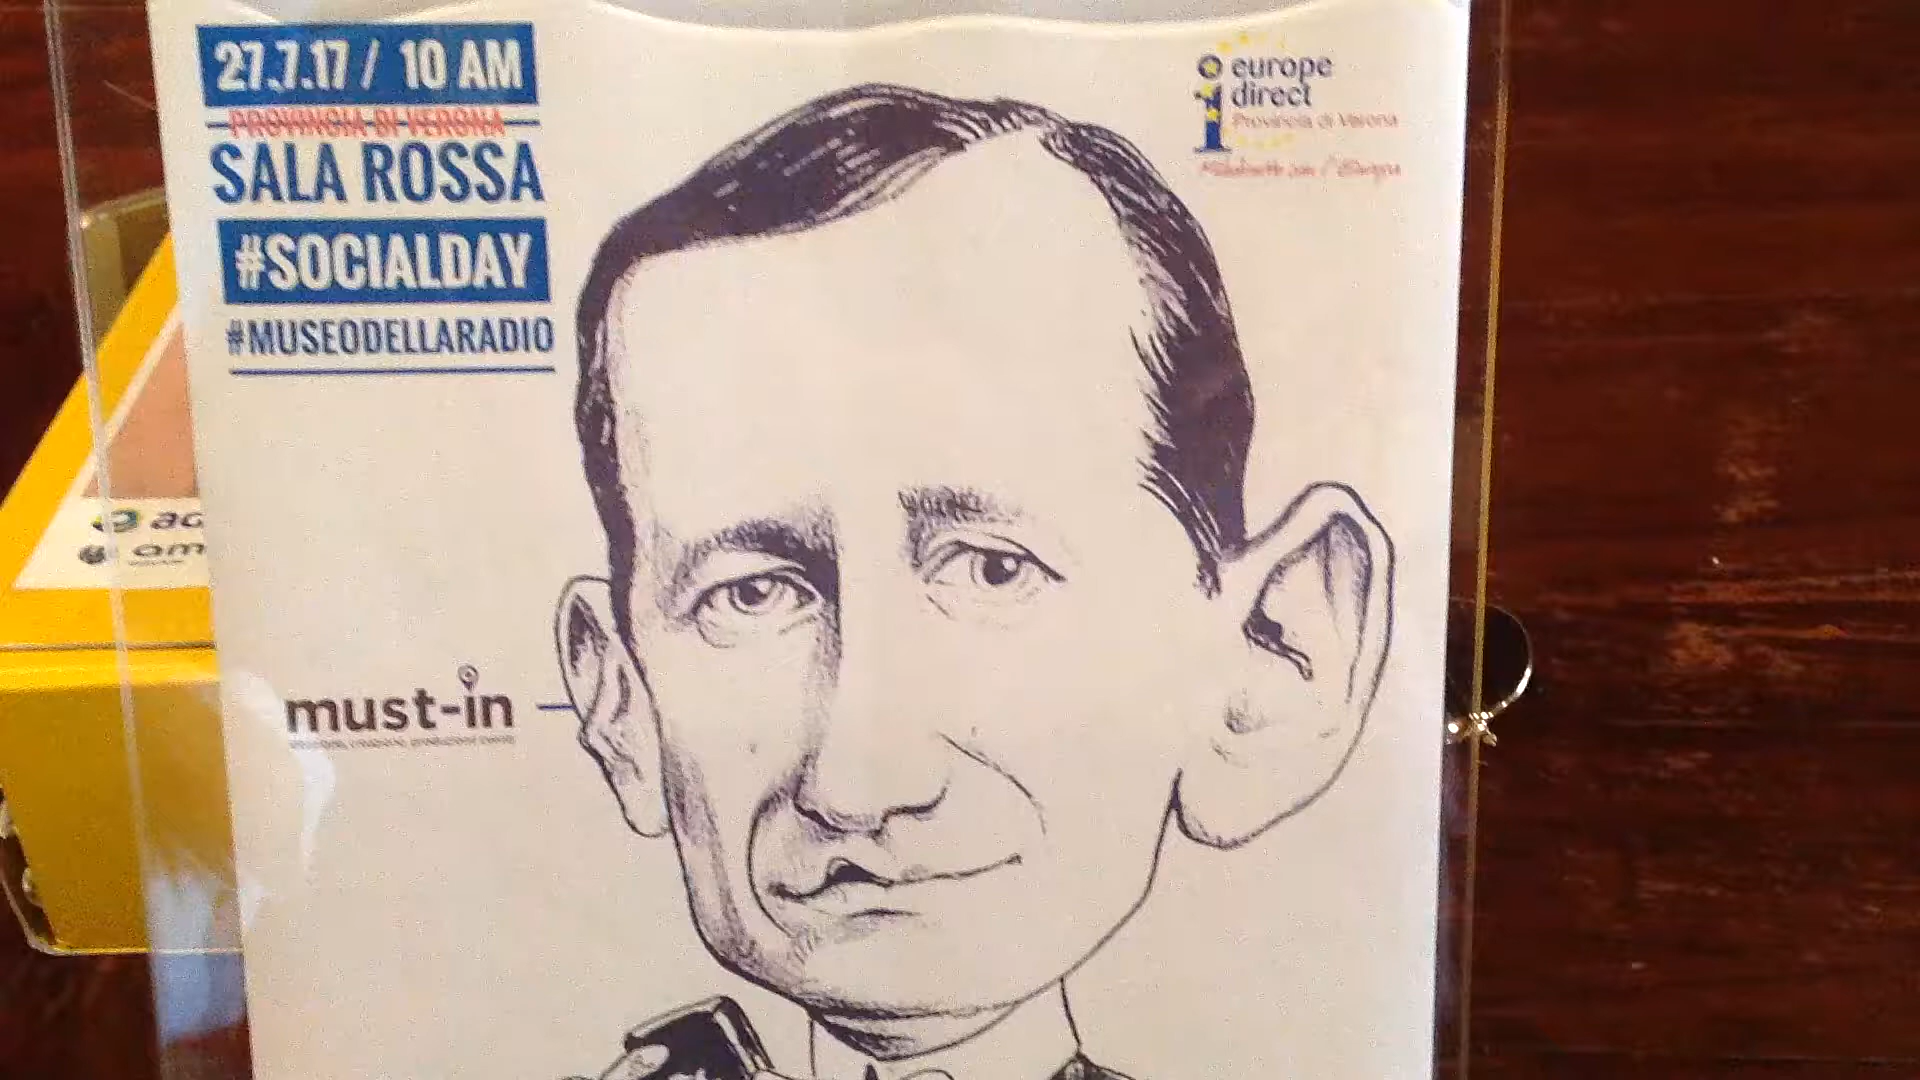 27.7.17 / 10 AM
PROVINCIA DI VERONA
SALA ROSSA
#SOCIALDAY
#MUSEODELLARADIO
europe
direct
Provincia di Verona
must-in